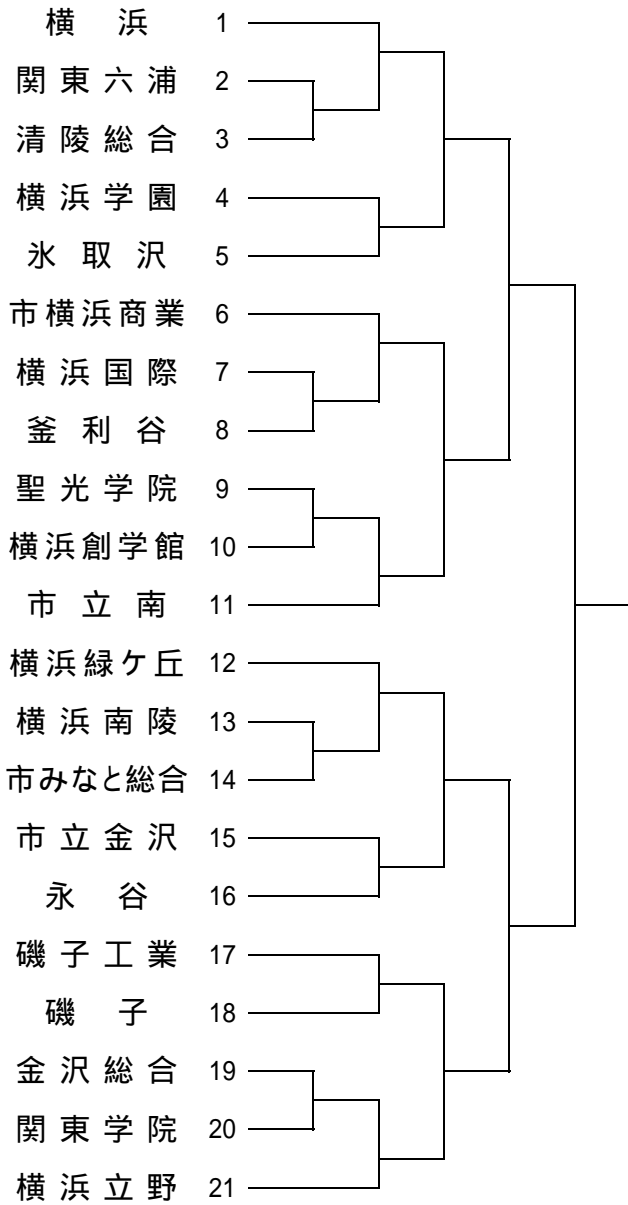 横浜 1
関東六浦 2
清陵総合 3
横浜学園 4
氷取沢 5
市横浜商業 6
横浜国際 7
釜利谷 8
聖光学院 9
横浜創学館 10
市立南 11
横浜緑ケ丘 12
横浜南陵 13
市みなと総合 14
市立金沢 15
永谷 16
磯子工業 17
磯子 18
金沢総合 19
関東学院 20
横浜立野 21